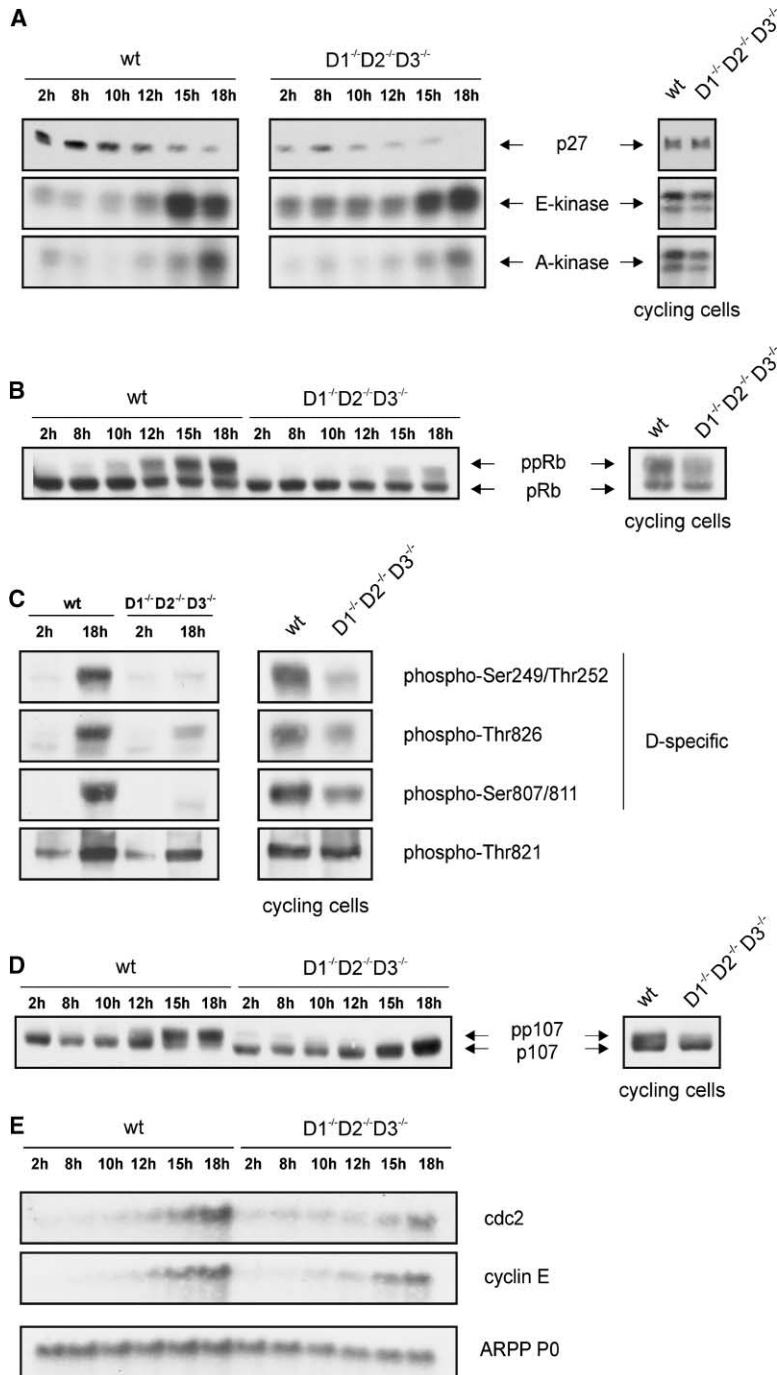 A
wt D1-/-D2-/-D3-/-
2h 8h 10h 12h 15h 18h 2h 8h 10h 12h 15h 18h wt D1-/-D2-/-D3-/-
p27
E-kinase
A-kinase
cycling cells
B
wt D1-/-D2-/-D3-/-
2h 8h 10h 12h 15h 18h 2h 8h 10h 12h 15h 18h wt D1-/-D2-/-D3-/-
ppRb
pRb
cycling cells
C
wt D1-/-D2-/-D3-/-
2h 18h 2h 18h wt D1-/-D2-/-D3-/-
phospho-Ser249/Thr252
phospho-Thr826
D-specific
phospho-Ser807/811
phospho-Thr821
cycling cells
D
wt D1-/-D2-/-D3-/-
2h 8h 10h 12h 15h 18h 2h 8h 10h 12h 15h 18h wt D1-/-D2-/-D3-/-
pp107
p107
cycling cells
E
wt D1-/-D2-/-D3-/-
2h 8h 10h 12h 15h 18h 2h 8h 10h 12h 15h 18h
cdc2
cyclin E
ARPP P0